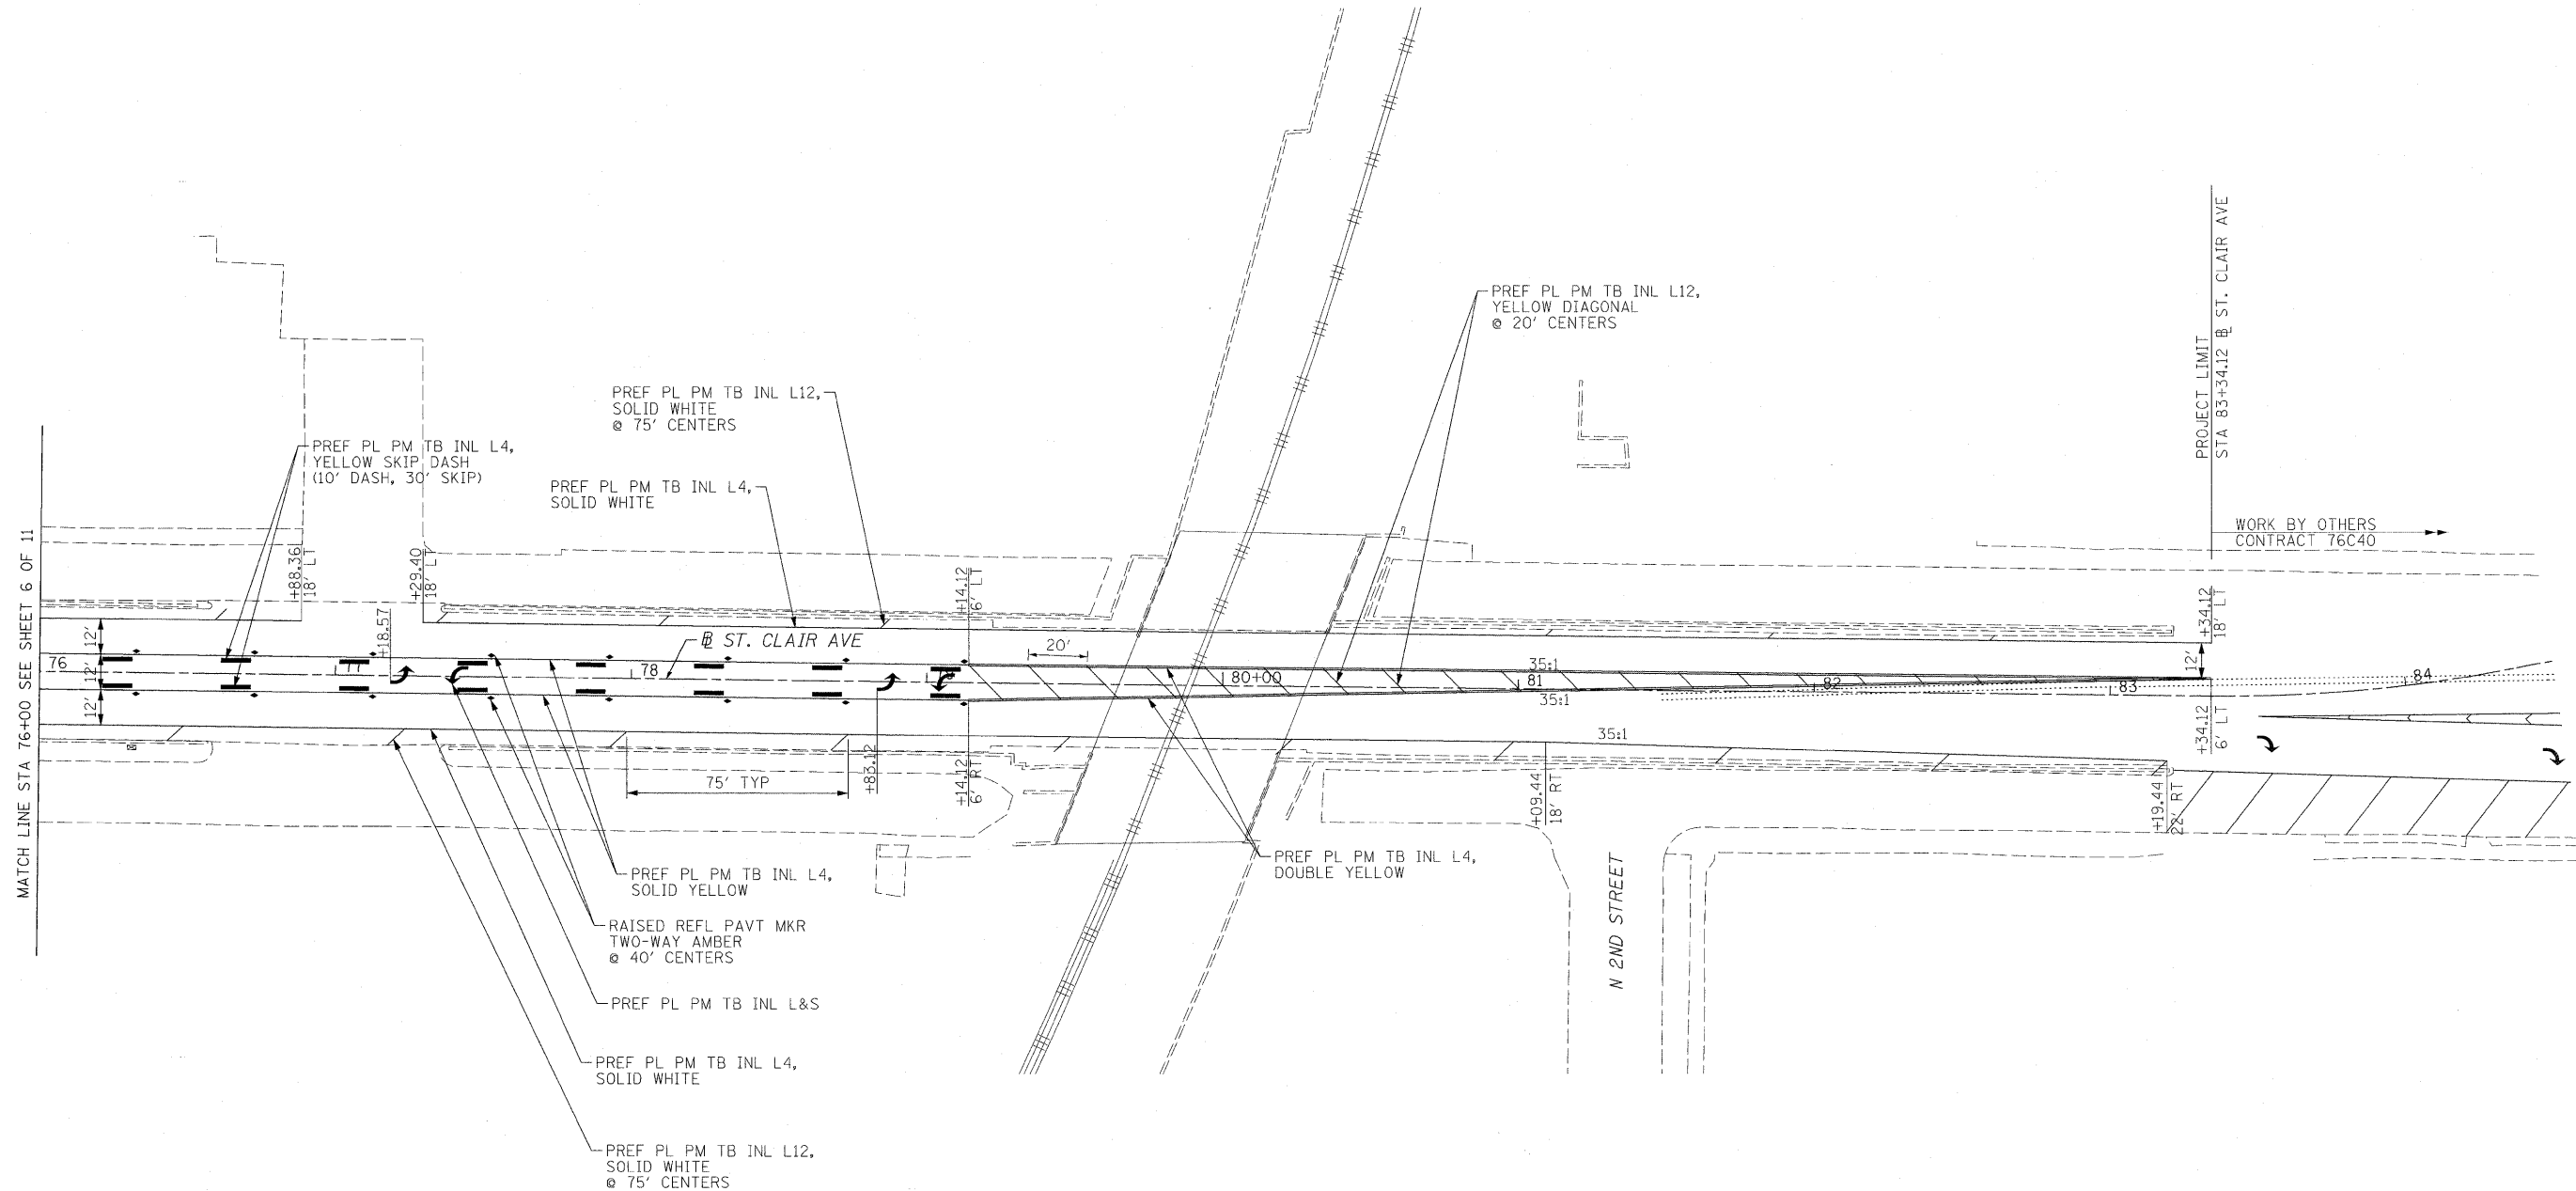 PREF PL PM TB INL L12,
YELLOW DIAGONAL
@ 20' CENTERS
PROJECT LIMIT
STA 83+34.12 ⅊ ST. CLAIR AVE
PREF PL PM TB INL L12,
SOLID WHITE
@ 75' CENTERS
PREF PL PM TB INL L4,
YELLOW SKIP DASH
(10' DASH, 30' SKIP)
PREF PL PM TB INL L4,
SOLID WHITE
WORK BY OTHERS
CONTRACT 76C40
MATCH LINE STA 76+00 SEE SHEET 6 OF 11
+88.36
18' LT
+29.40
18' LT
+18.57
+14.12
6' LT
+34.12
18' LT
12'
12'
12'
76
77
78
⅊ ST. CLAIR AVE
20'
80+00
35:1
81
35:1
82
83
84
12'
35:1
75' TYP
+83.12
+14.12
6' RT
+09.44
18' RT
+19.44
22' RT
+34.12
6' LT
N 2ND STREET
PREF PL PM TB INL L4,
DOUBLE YELLOW
PREF PL PM TB INL L4,
SOLID YELLOW
RAISED REFL PAVT MKR
TWO-WAY AMBER
@ 40' CENTERS
PREF PL PM TB INL L&S
PREF PL PM TB INL L4,
SOLID WHITE
PREF PL PM TB INL L12,
SOLID WHITE
@ 75' CENTERS